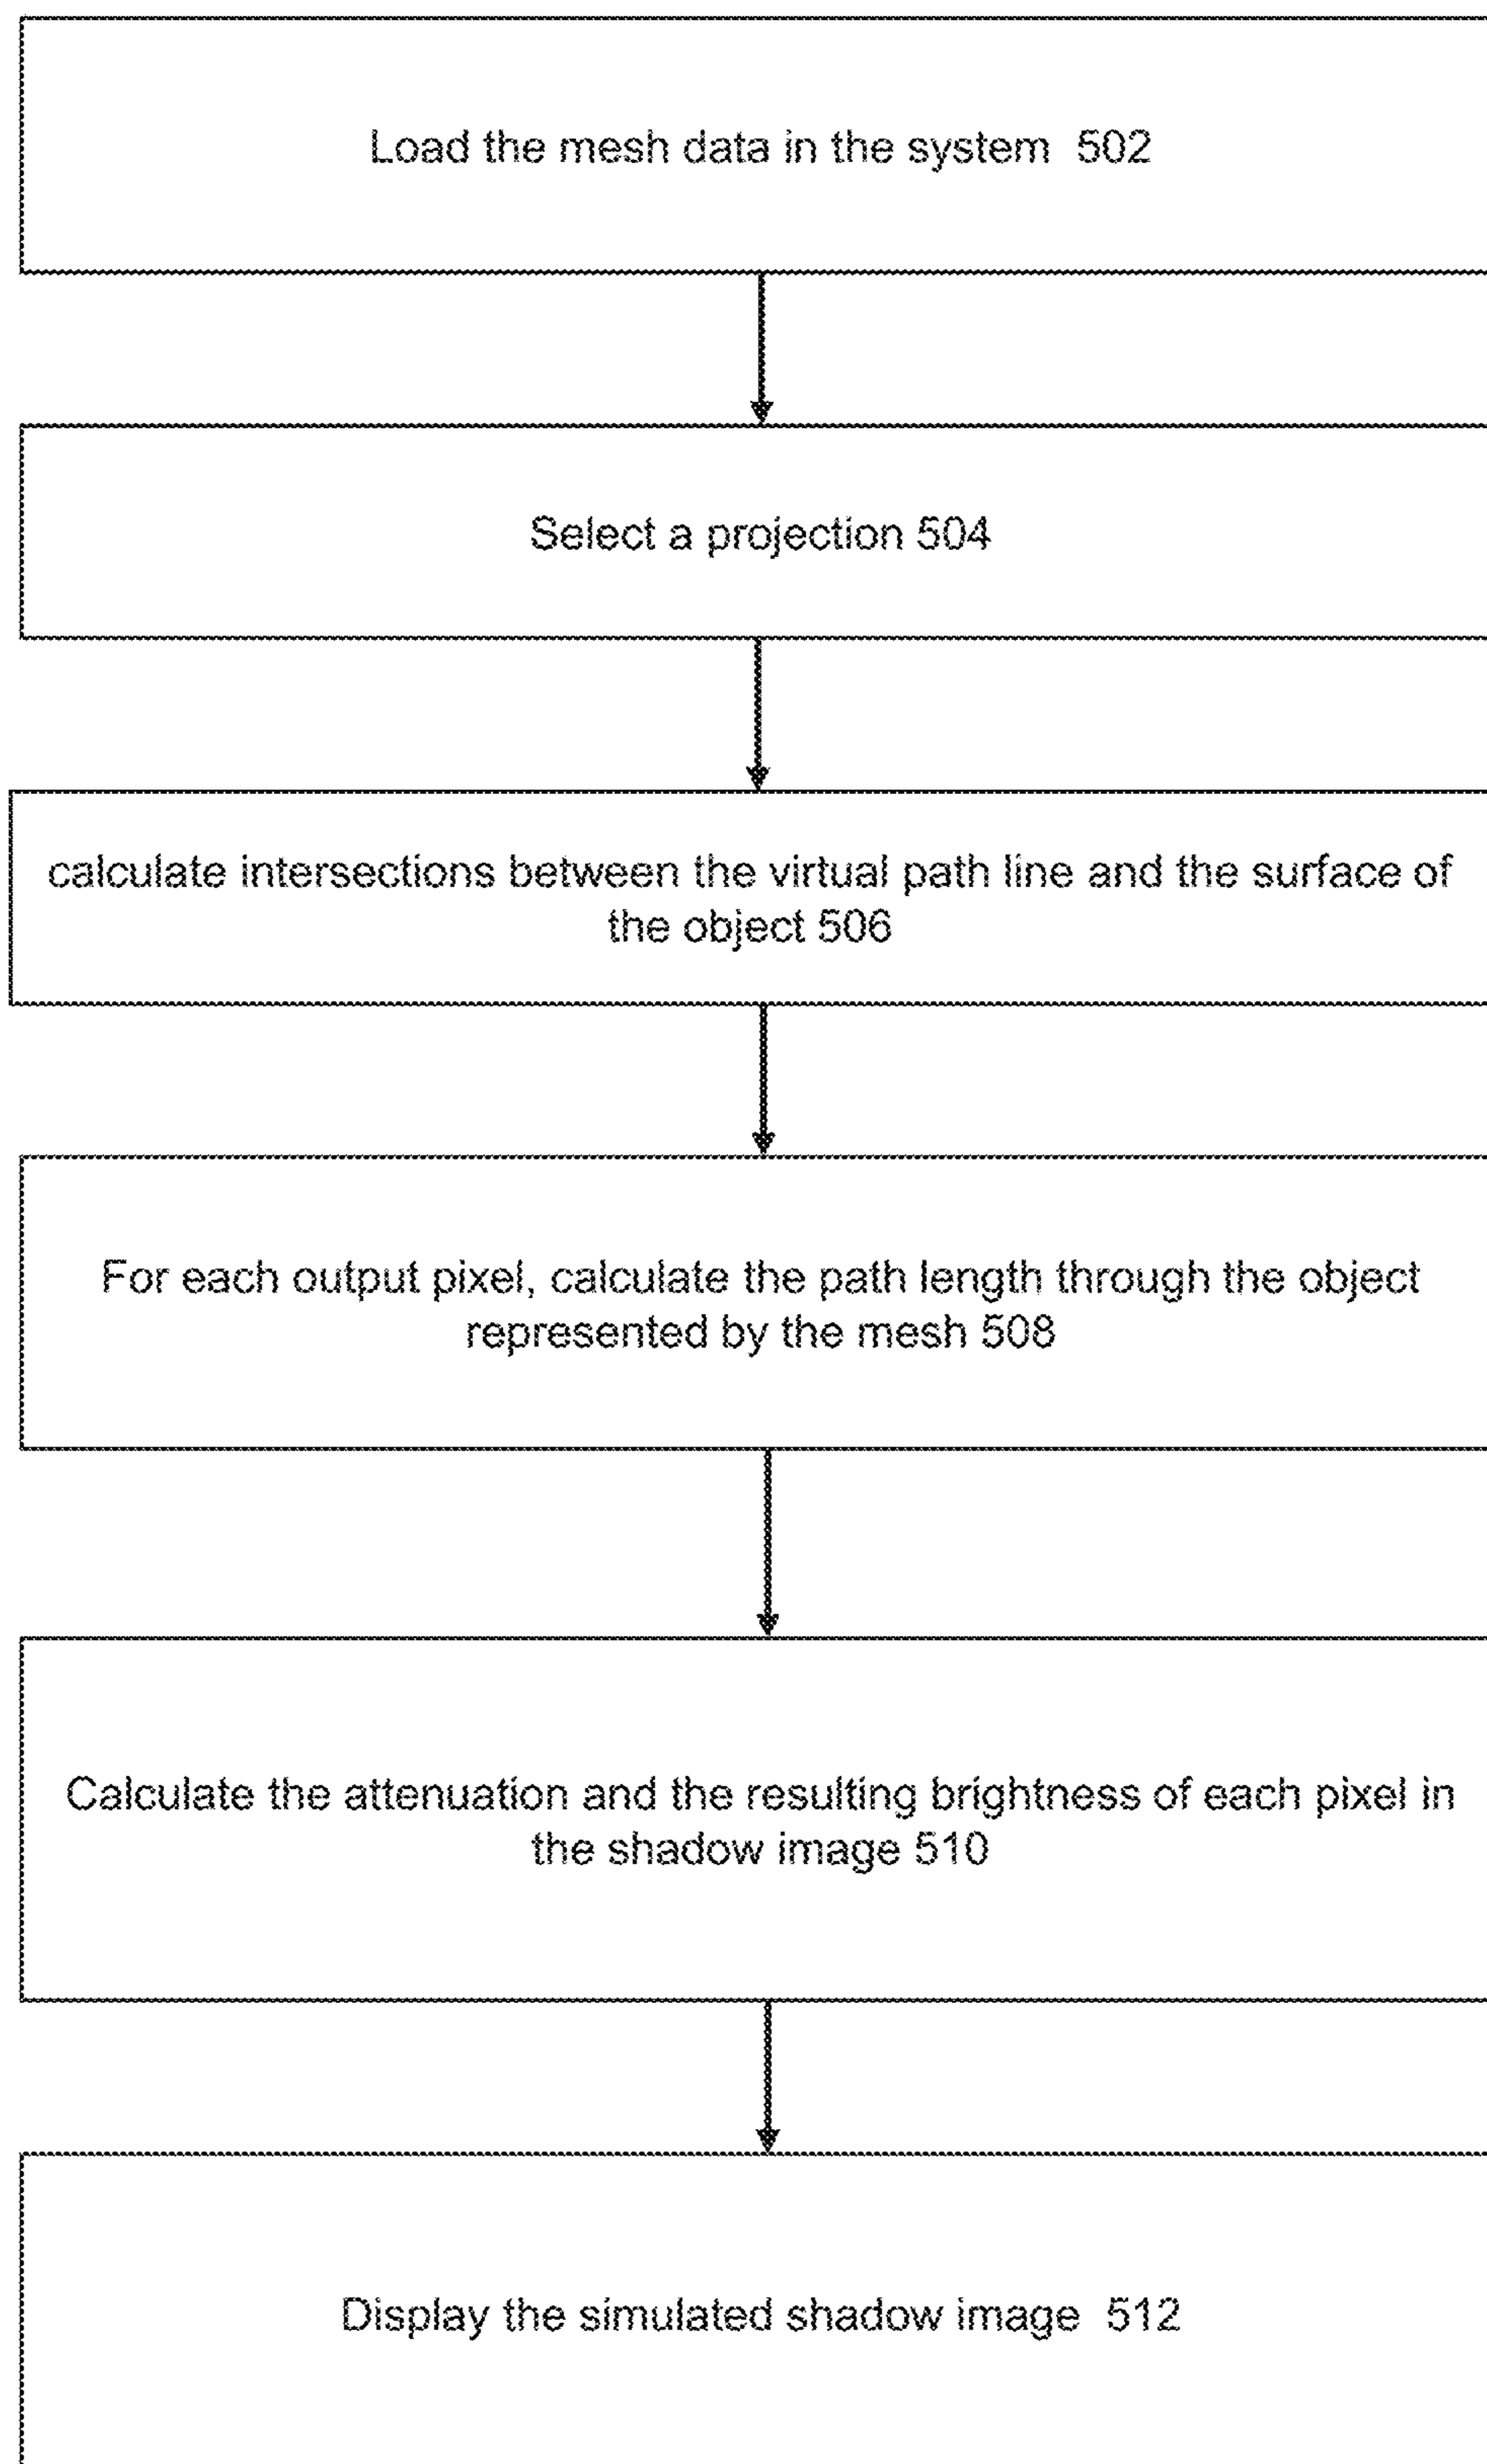 Load the mesh data in the system 502
Select a projection 504
calculate intersections between the virtual path line and the surface of
the object 506
For each output pixel, calculate the path length through the object
represented by the mesh 508
Calculate the attenuation and the resulting brightness of each pixel in
the shadow image 510
Display the simulated shadow image 512